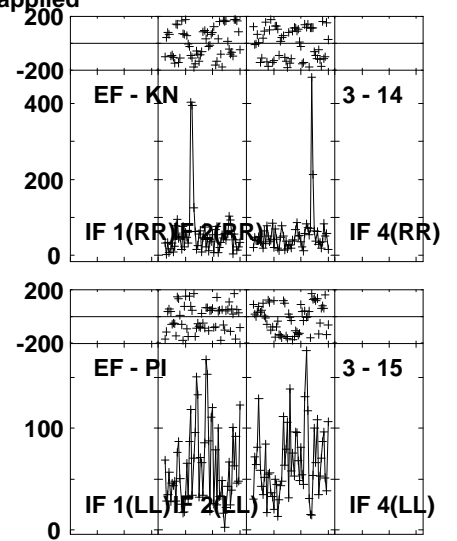 applied
200
-200
EF - KN 3 - 14
400
200
IF 1(RR) IF 2(RR) IF 4(RR)
0
200
-200
EF - PI 3 - 15
100
IF 1(LL) IF 2(LL) IF 4(LL)
0